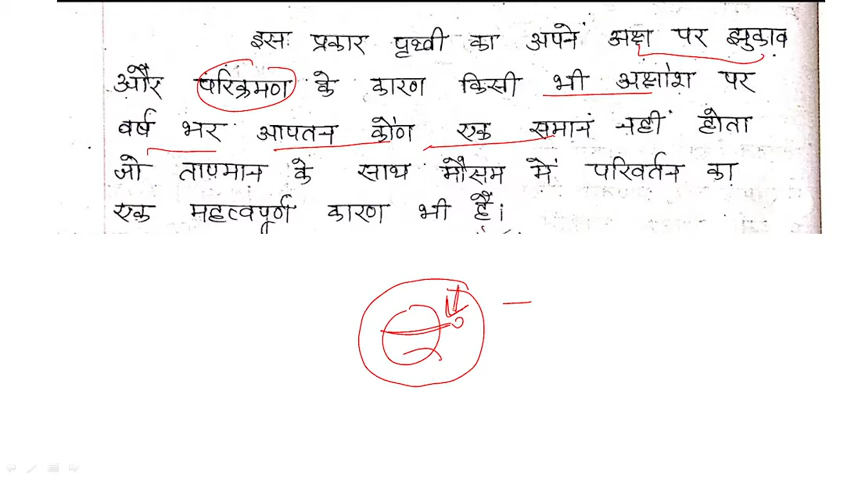 इस प्रकार पृथ्वी का अपने अक्ष पर झुकाव
और परिक्रमण के कारण किसी भी अक्षांश पर
वर्ष भर आपतन कोण एक समान नहीं होता
जो तापमान के साथ मौसम में परिवर्तन का
एक महत्वपूर्ण कारण भी है।